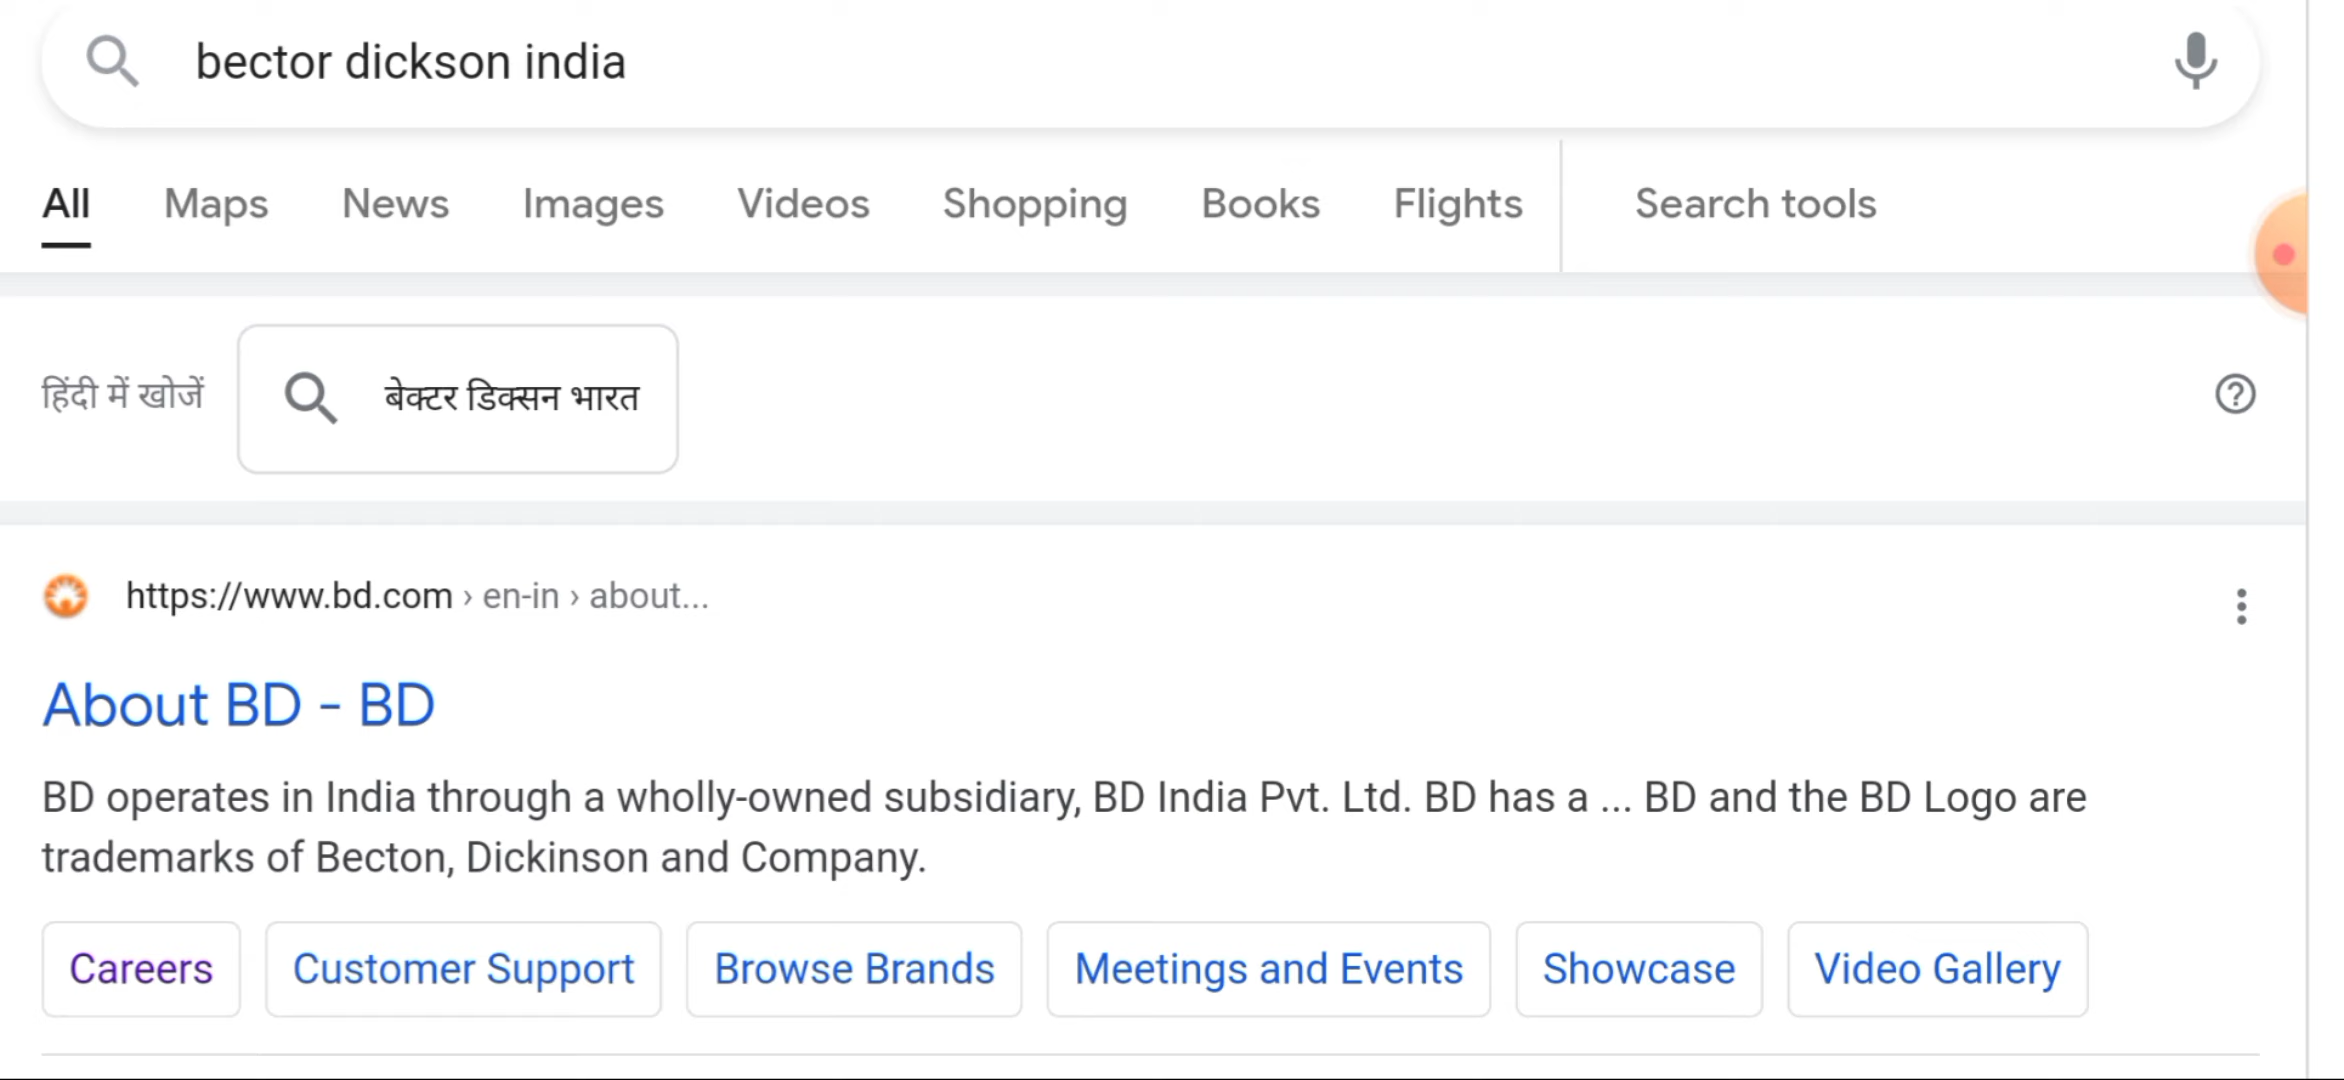 bector dickson india
All Maps News Images Videos Shopping Books Flights Search tools
हिंदी में खोजें बेक्टर डिक्सन भारत
https://www.bd.com › en-in › about...
About BD - BD
BD operates in India through a wholly-owned subsidiary, BD India Pvt. Ltd. BD has a ... BD and the BD Logo are
trademarks of Becton, Dickinson and Company.
Careers Customer Support Browse Brands Meetings and Events Showcase Video Gallery